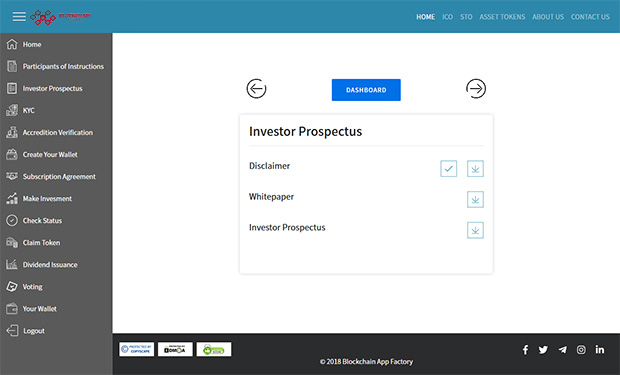 HOME ICO STO ASSET TOKENS ABOUT US CONTACT US
Home
Participants of Instructions
Investor Prospectus
KYC
Accredition Verification
Create Your Wallet
Subscription Agreement
Make Invesment
Check Status
Claim Token
Dividend Issuance
Voting
Your Wallet
Logout
DASHBOARD
Investor Prospectus
Disclaimer
Whitepaper
Investor Prospectus
PROTECTED BY
COPYSCAPE
DMCA
© 2018 Blockchain App Factory